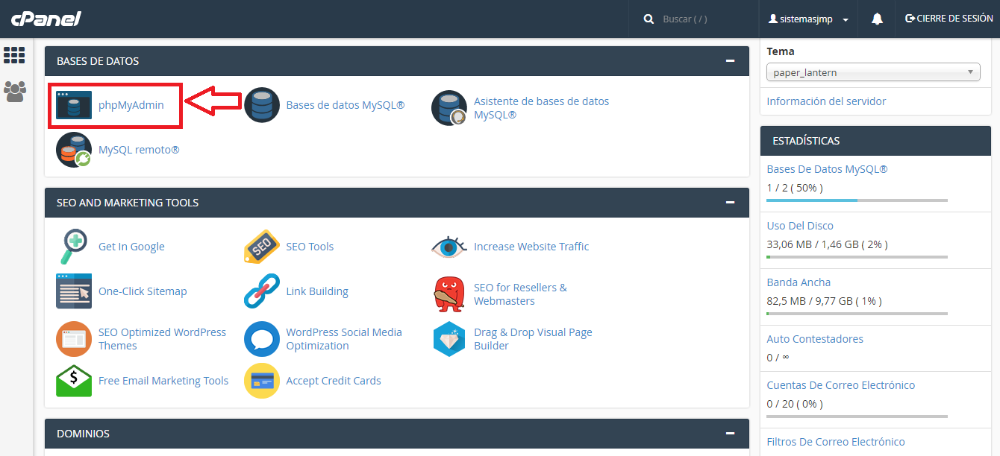 cPanel
Buscar ( / )
sistemasjmp
CIERRE DE SESIÓN
BASES DE DATOS
phpMyAdmin
Bases de datos MySQL®
Asistente de bases de datos
MySQL®
MySQL remoto®
SEO AND MARKETING TOOLS
Get In Google
SEO
SEO Tools
Increase Website Traffic
One-Click Sitemap
Link Building
SEO for Resellers &
Webmasters
SEO Optimized WordPress
Themes
WordPress Social Media
Optimization
Drag & Drop Visual Page
Builder
$
Free Email Marketing Tools
Accept Credit Cards
DOMINIOS
Tema
paper_lantern
Información del servidor
ESTADÍSTICAS
Bases De Datos MySQL®
1 / 2 ( 50% )
Uso Del Disco
33,06 MB / 1,46 GB ( 2% )
Banda Ancha
82,5 MB / 9,77 GB ( 1% )
Auto Contestadores
0 / ∞
Cuentas De Correo Electrónico
0 / 20 ( 0% )
Filtros De Correo Electrónico